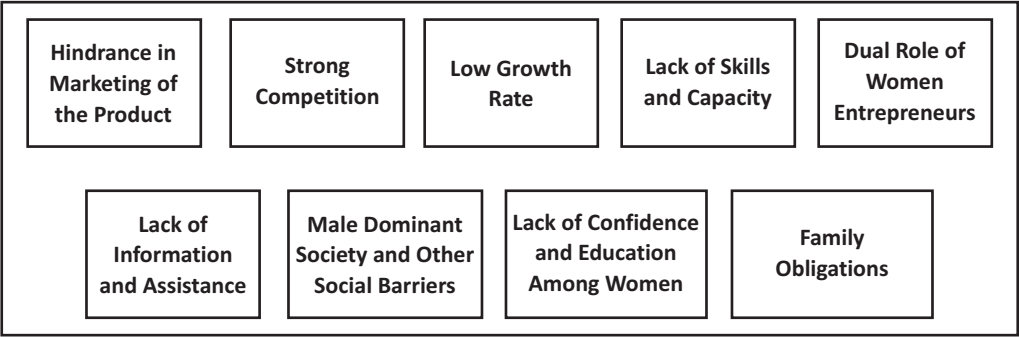 Hindrance in
Marketing of
the Product
Strong
Competition
Low Growth
Rate
Lack of Skills
and Capacity
Dual Role of
Women
Entrepreneurs
Lack of
Information
and Assistance
Male Dominant
Society and Other
Social Barriers
Lack of Confidence
and Education
Among Women
Family
Obligations